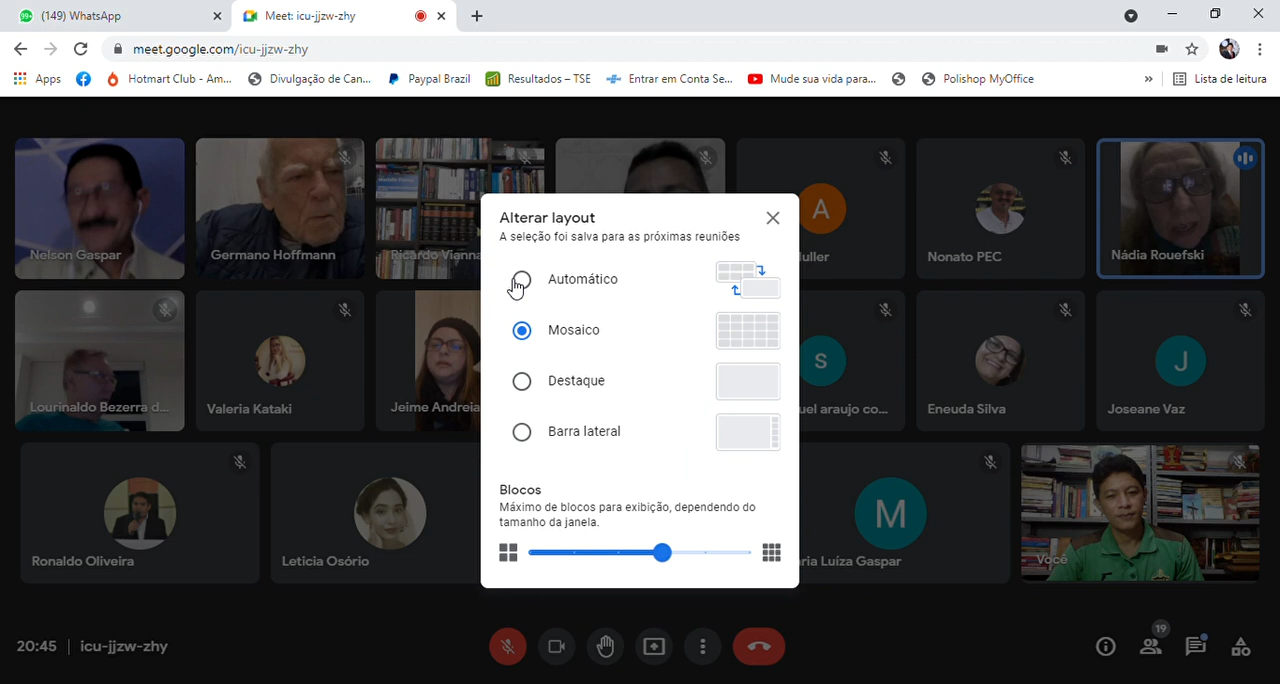 (149) WhatsApp
Meet: icu-jjzw-zhy
meet.google.com/icu-jjzw-zhy
Apps
Hotmart Club - Am...
Divulgação de Can...
Paypal Brazil
Resultados – TSE
Entrar em Conta Se...
Mude sua vida para...
Polishop MyOffice
»
Lista de leitura
Nelson Gaspar
Germano Hoffmann
Ricardo Vianna
A
uller
Nonato PEC
Nádia Rouefski
Alterar layout
A seleção foi salva para as próximas reuniões
Automático
Mosaico
Destaque
Barra lateral
Blocos
Máximo de blocos para exibição, dependendo do
tamanho da janela.
Lourinaldo Bezerra d...
Valeria Kataki
Jeime Andreia
S
uel araujo co...
Eneuda Silva
J
Joseane Vaz
Ronaldo Oliveira
Leticia Osório
M
ria Luíza Gaspar
Você
20:45 | icu-jjzw-zhy
19